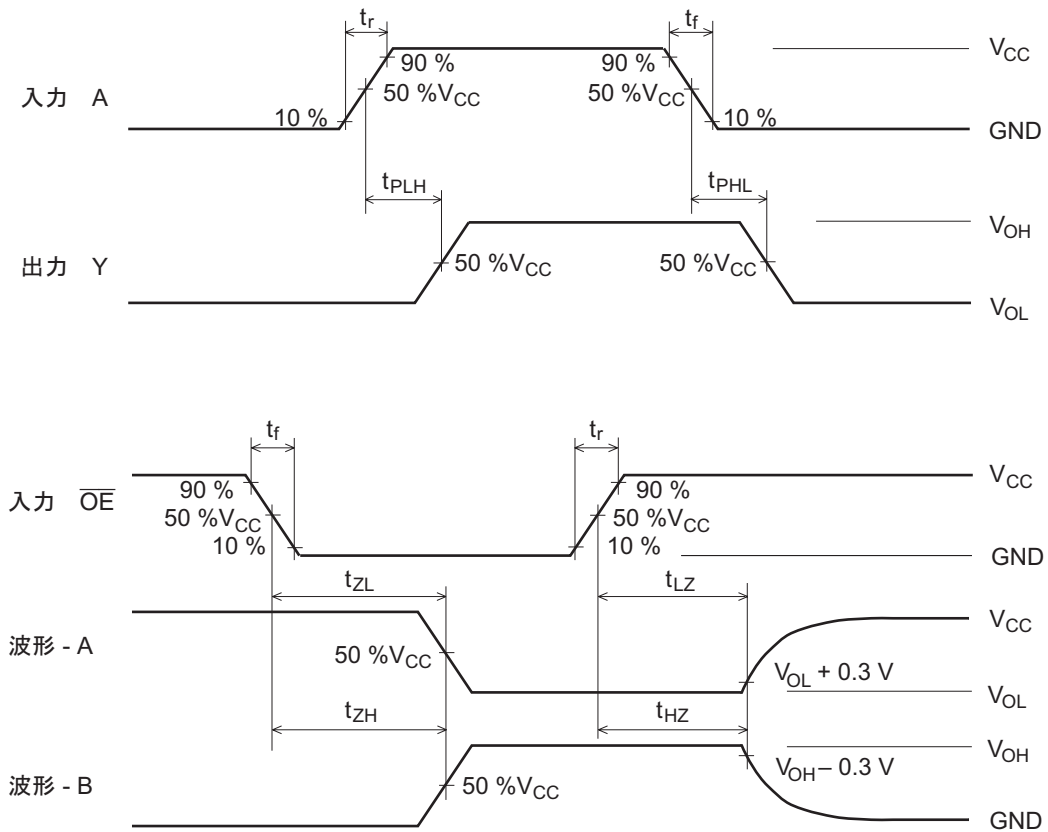 tr
tf
VCC
90 %
90 %
入力 A
50 %VCC
50 %VCC
10 %
10 %
GND
tPLH
tPHL
VOH
出力 Y
50 %VCC
50 %VCC
VOL
tf
tr
VCC
入力 OE
90 %
90 %
50 %VCC
50 %VCC
10 %
10 %
GND
tZL
tLZ
VCC
波形 - A
50 %VCC
VOL + 0.3 V
VOL
tZH
tHZ
VOH
VOH – 0.3 V
波形 - B
50 %VCC
GND